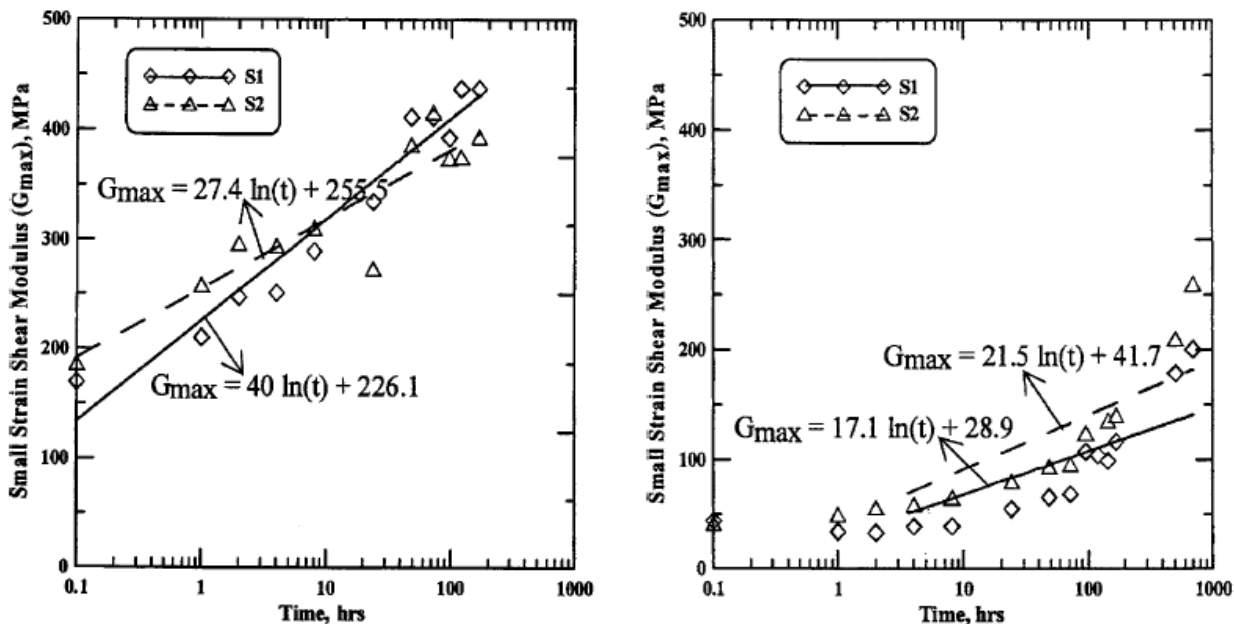 500
400
300
200
100
0
Small Strain Shear Modulus (Gmax), MPa
S1
S2
Gmax = 27.4 ln(t) + 255.5
Gmax = 40 ln(t) + 226.1
0.1 1 10 100 1000
Time, hrs
500
400
300
200
100
0
Small Strain Shear Modulus (Gmax), MPa
S1
S2
Gmax = 21.5 ln(t) + 41.7
Gmax = 17.1 ln(t) + 28.9
0.1 1 10 100 1000
Time, hrs